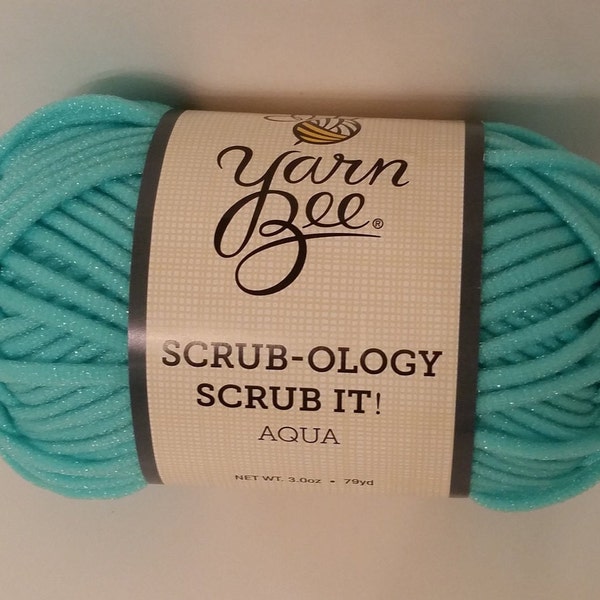 Yarn
Bee®
SCRUB-OLOGY
SCRUB IT!
AQUA
NET WT. 3.0oz • 79yd